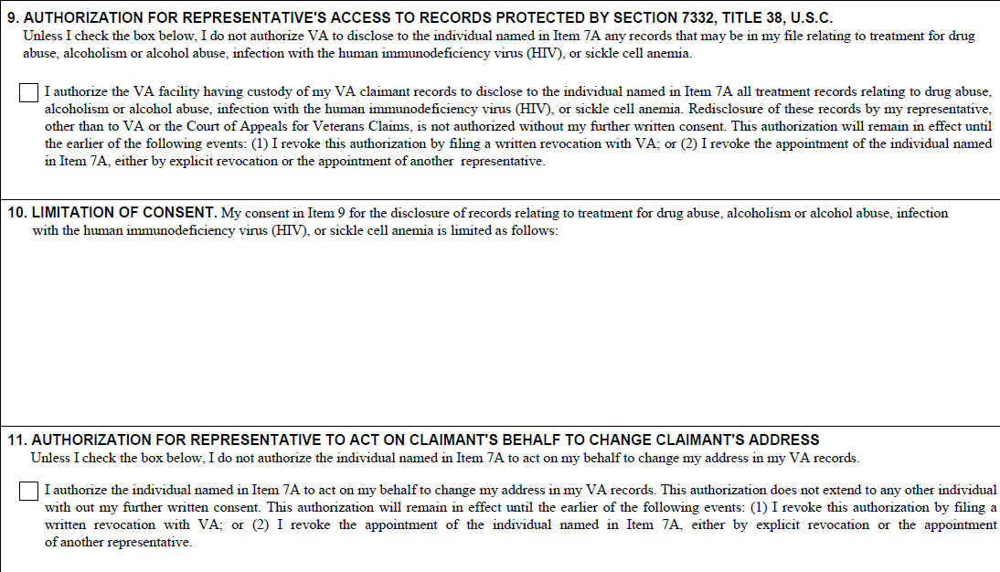 9. AUTHORIZATION FOR REPRESENTATIVE'S ACCESS TO RECORDS PROTECTED BY SECTION 7332, TITLE 38, U.S.C.
Unless I check the box below, I do not authorize VA to disclose to the individual named in Item 7A any records that may be in my file relating to treatment for drug
abuse, alcoholism or alcohol abuse, infection with the human immunodeficiency virus (HIV), or sickle cell anemia.
I authorize the VA facility having custody of my VA claimant records to disclose to the individual named in Item 7A all treatment records relating to drug abuse,
alcoholism or alcohol abuse, infection with the human immunodeficiency virus (HIV), or sickle cell anemia. Redisclosure of these records by my representative,
other than to VA or the Court of Appeals for Veterans Claims, is not authorized without my further written consent. This authorization will remain in effect until
the earlier of the following events: (1) I revoke this authorization by filing a written revocation with VA; or (2) I revoke the appointment of the individual named
in Item 7A, either by explicit revocation or the appointment of another representative.
10. LIMITATION OF CONSENT. My consent in Item 9 for the disclosure of records relating to treatment for drug abuse, alcoholism or alcohol abuse, infection
with the human immunodeficiency virus (HIV), or sickle cell anemia is limited as follows:
11. AUTHORIZATION FOR REPRESENTATIVE TO ACT ON CLAIMANT'S BEHALF TO CHANGE CLAIMANT'S ADDRESS
Unless I check the box below, I do not authorize the individual named in Item 7A to act on my behalf to change my address in my VA records.
I authorize the individual named in Item 7A to act on my behalf to change my address in my VA records. This authorization does not extend to any other individual
with out my further written consent. This authorization will remain in effect until the earlier of the following events: (1) I revoke this authorization by filing a
written revocation with VA; or (2) I revoke the appointment of the individual named in Item 7A, either by explicit revocation or the appointment
of another representative.